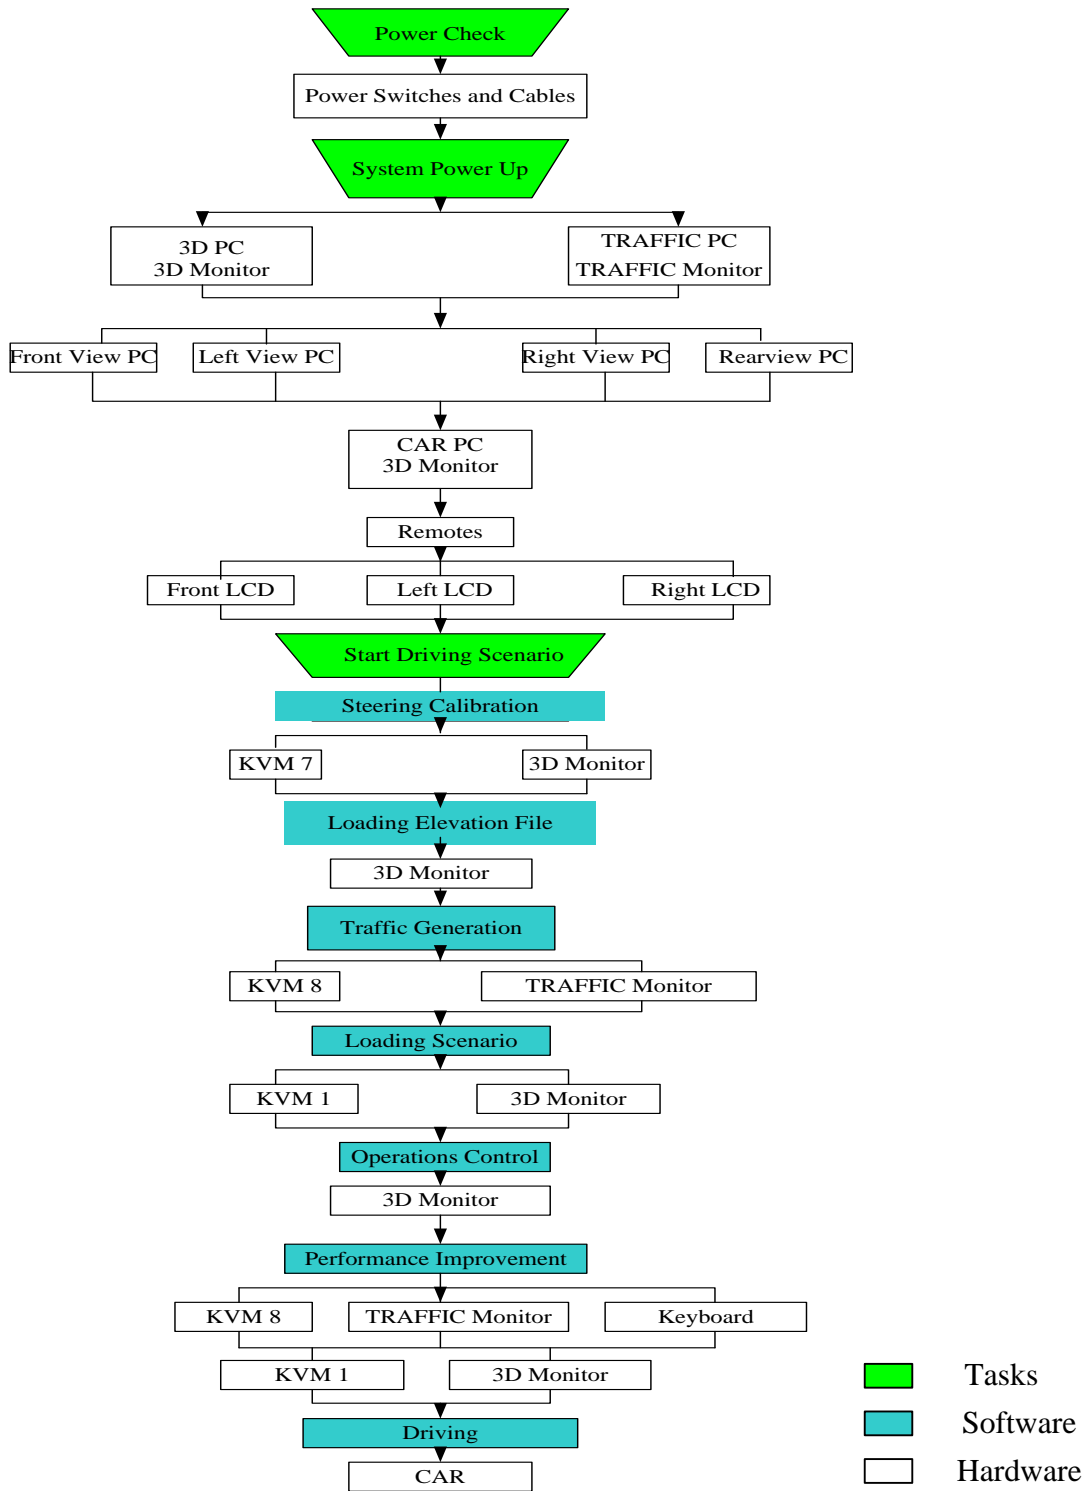 Power Check
Power Switches and Cables
System Power Up
3D PC
3D Monitor
TRAFFIC PC
TRAFFIC Monitor
Front View PC
Left View PC
Right View PC
Rearview PC
CAR PC
3D Monitor
Remotes
Front LCD
Left LCD
Right LCD
Start Driving Scenario
Steering Calibration
KVM 7
3D Monitor
Loading Elevation File
3D Monitor
Traffic Generation
KVM 8
TRAFFIC Monitor
Loading Scenario
KVM 1
3D Monitor
Operations Control
3D Monitor
Performance Improvement
KVM 8
TRAFFIC Monitor
Keyboard
KVM 1
3D Monitor
Driving
CAR
Tasks
Software
Hardware